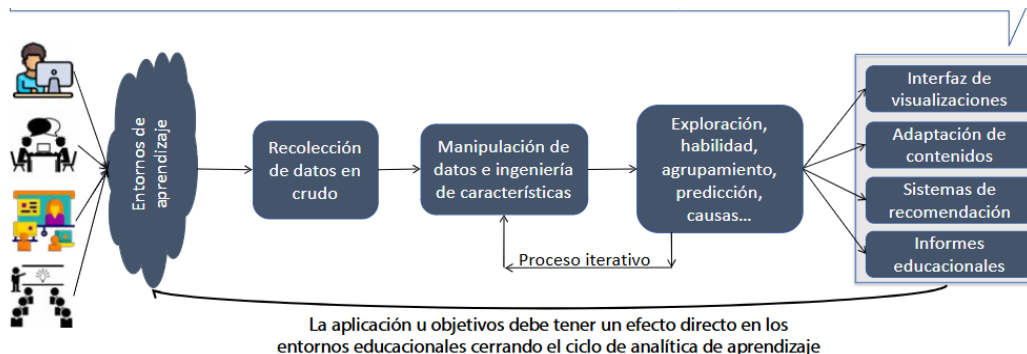 Entornos de
aprendizaje
Recolección
de datos en
crudo
Manipulación de
datos e ingeniería
de características
Exploración,
habilidad,
agrupamiento,
predicción,
causas...
Proceso iterativo
Interfaz de
visualizaciones
Adaptación de
contenidos
Sistemas de
recomendación
Informes
educacionales
La aplicación u objetivos debe tener un efecto directo en los
entornos educacionales cerrando el ciclo de analítica de aprendizaje